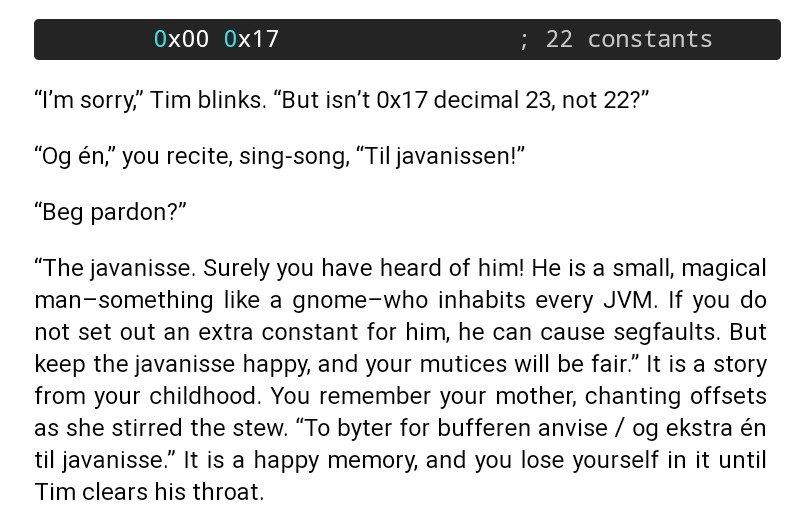 0x00 0x17 ; 22 constants
“I’m sorry,” Tim blinks. “But isn’t 0x17 decimal 23, not 22?”
“Og én,” you recite, sing-song, “Til javanissen!”
“Beg pardon?”
“The javanisse. Surely you have heard of him! He is a small, magical
man–something like a gnome–who inhabits every JVM. If you do
not set out an extra constant for him, he can cause segfaults. But
keep the javanisse happy, and your mutices will be fair.” It is a story
from your childhood. You remember your mother, chanting offsets
as she stirred the stew. “To byter for bufferen anvise / og ekstra én
til javanisse.” It is a happy memory, and you lose yourself in it until
Tim clears his throat.